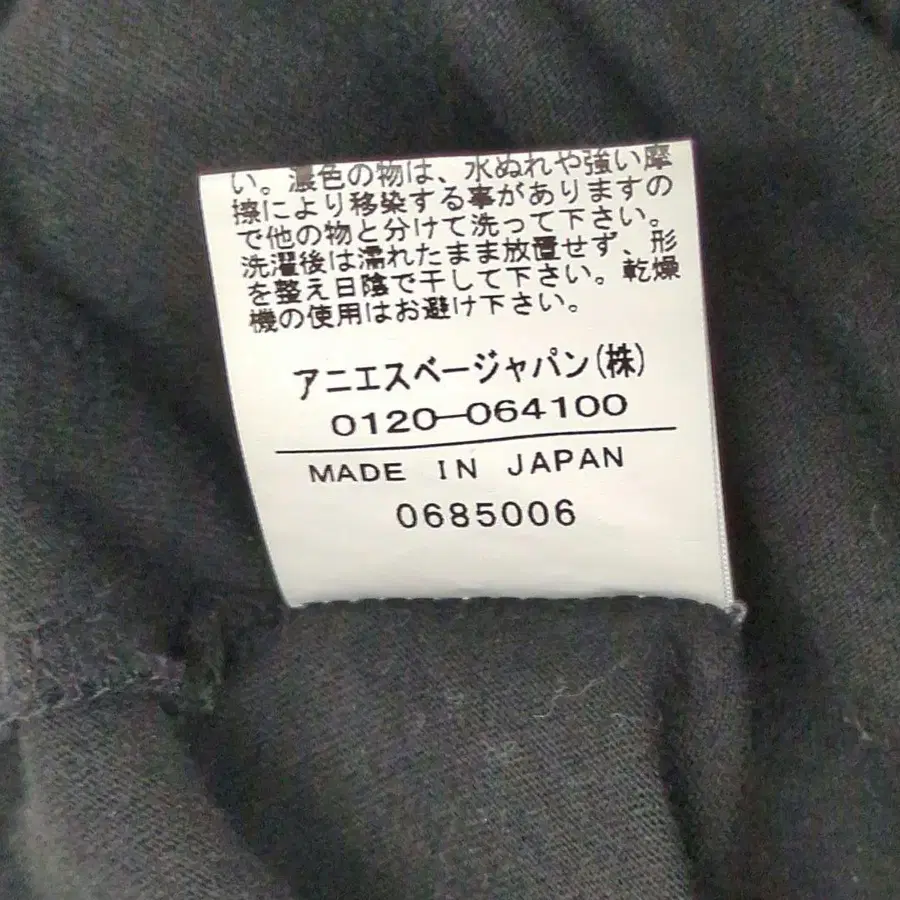 い。濃色の物は、水ぬれや強い摩
擦により移染する事がありますの
で他の物と分けて洗って下さい。
洗濯後は濡れたまま放置せず、形
を整え日陰で干して下さい。乾燥
機の使用はお避け下さい。
アニエスベージャパン(株)
0120-064100
MADE IN JAPAN
0685006